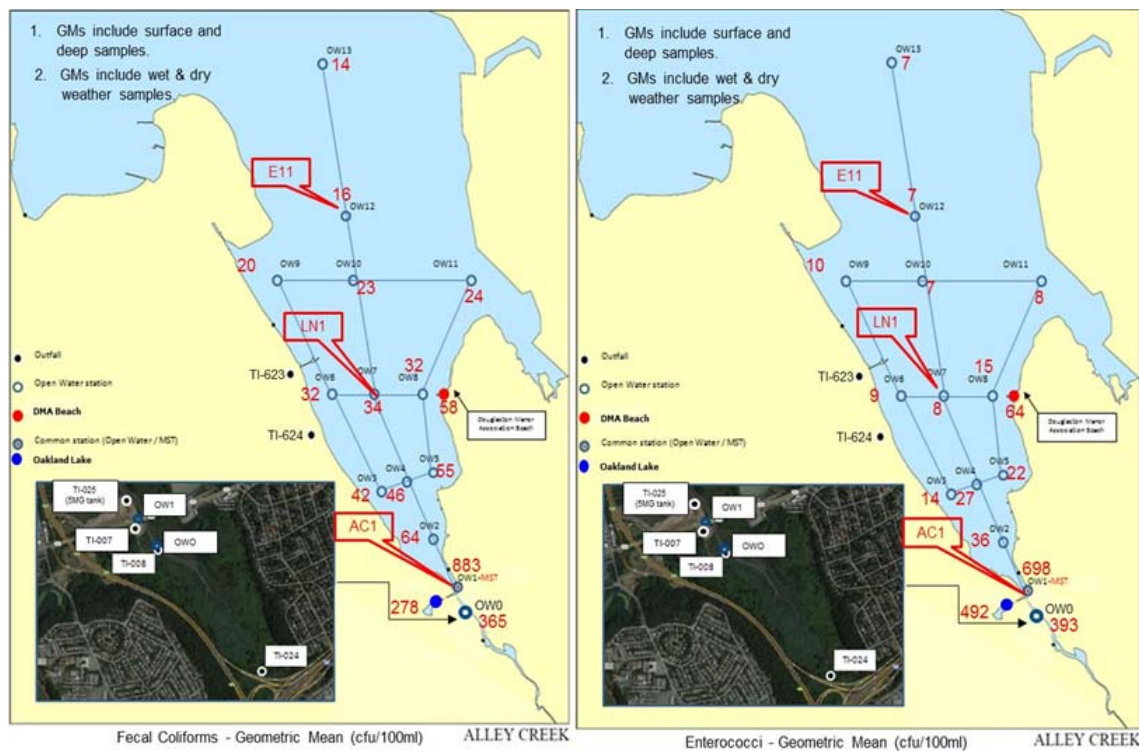 1. GMs include surface and
deep samples.
2. GMs include wet & dry
weather samples.
OW13
14
E11
16
OW12
20
OW9
OW10
OW11
23
24
LN1
Outfall
TI-623
Open Water station
OW6
OW7
32
OW8
32
34
58
DMA Beach
Douglaston Manor
Association Beach
TI-624
Common station (Open Water / MST)
Oakland Lake
OW3
OW4
OW5
55
42
46
TI-025
(5MG tank)
OW1
TI-007
OWO
TI-008
AC1
64
OW2
883
OW1-MST
278
OW0
365
TI-024
Fecal Coliforms - Geometric Mean (cfu/100ml)
ALLEY CREEK
1. GMs include surface and
deep samples.
2. GMs include wet & dry
weather samples.
OW13
7
E11
7
OW12
10
OW9
OW10
OW11
7
8
LN1
Outfall
TI-623
Open Water station
OW6
OW7
15
OW8
9
8
64
DMA Beach
Douglaston Manor
Association Beach
TI-624
Common station (Open Water / MST)
Oakland Lake
OW3
OW4
OW5
22
14
27
TI-025
(5MG tank)
OW1
TI-007
OWO
TI-008
AC1
36
OW2
698
OW1-MST
492
OW0
393
TI-024
Enterococci - Geometric Mean (cfu/100ml)
ALLEY CREEK